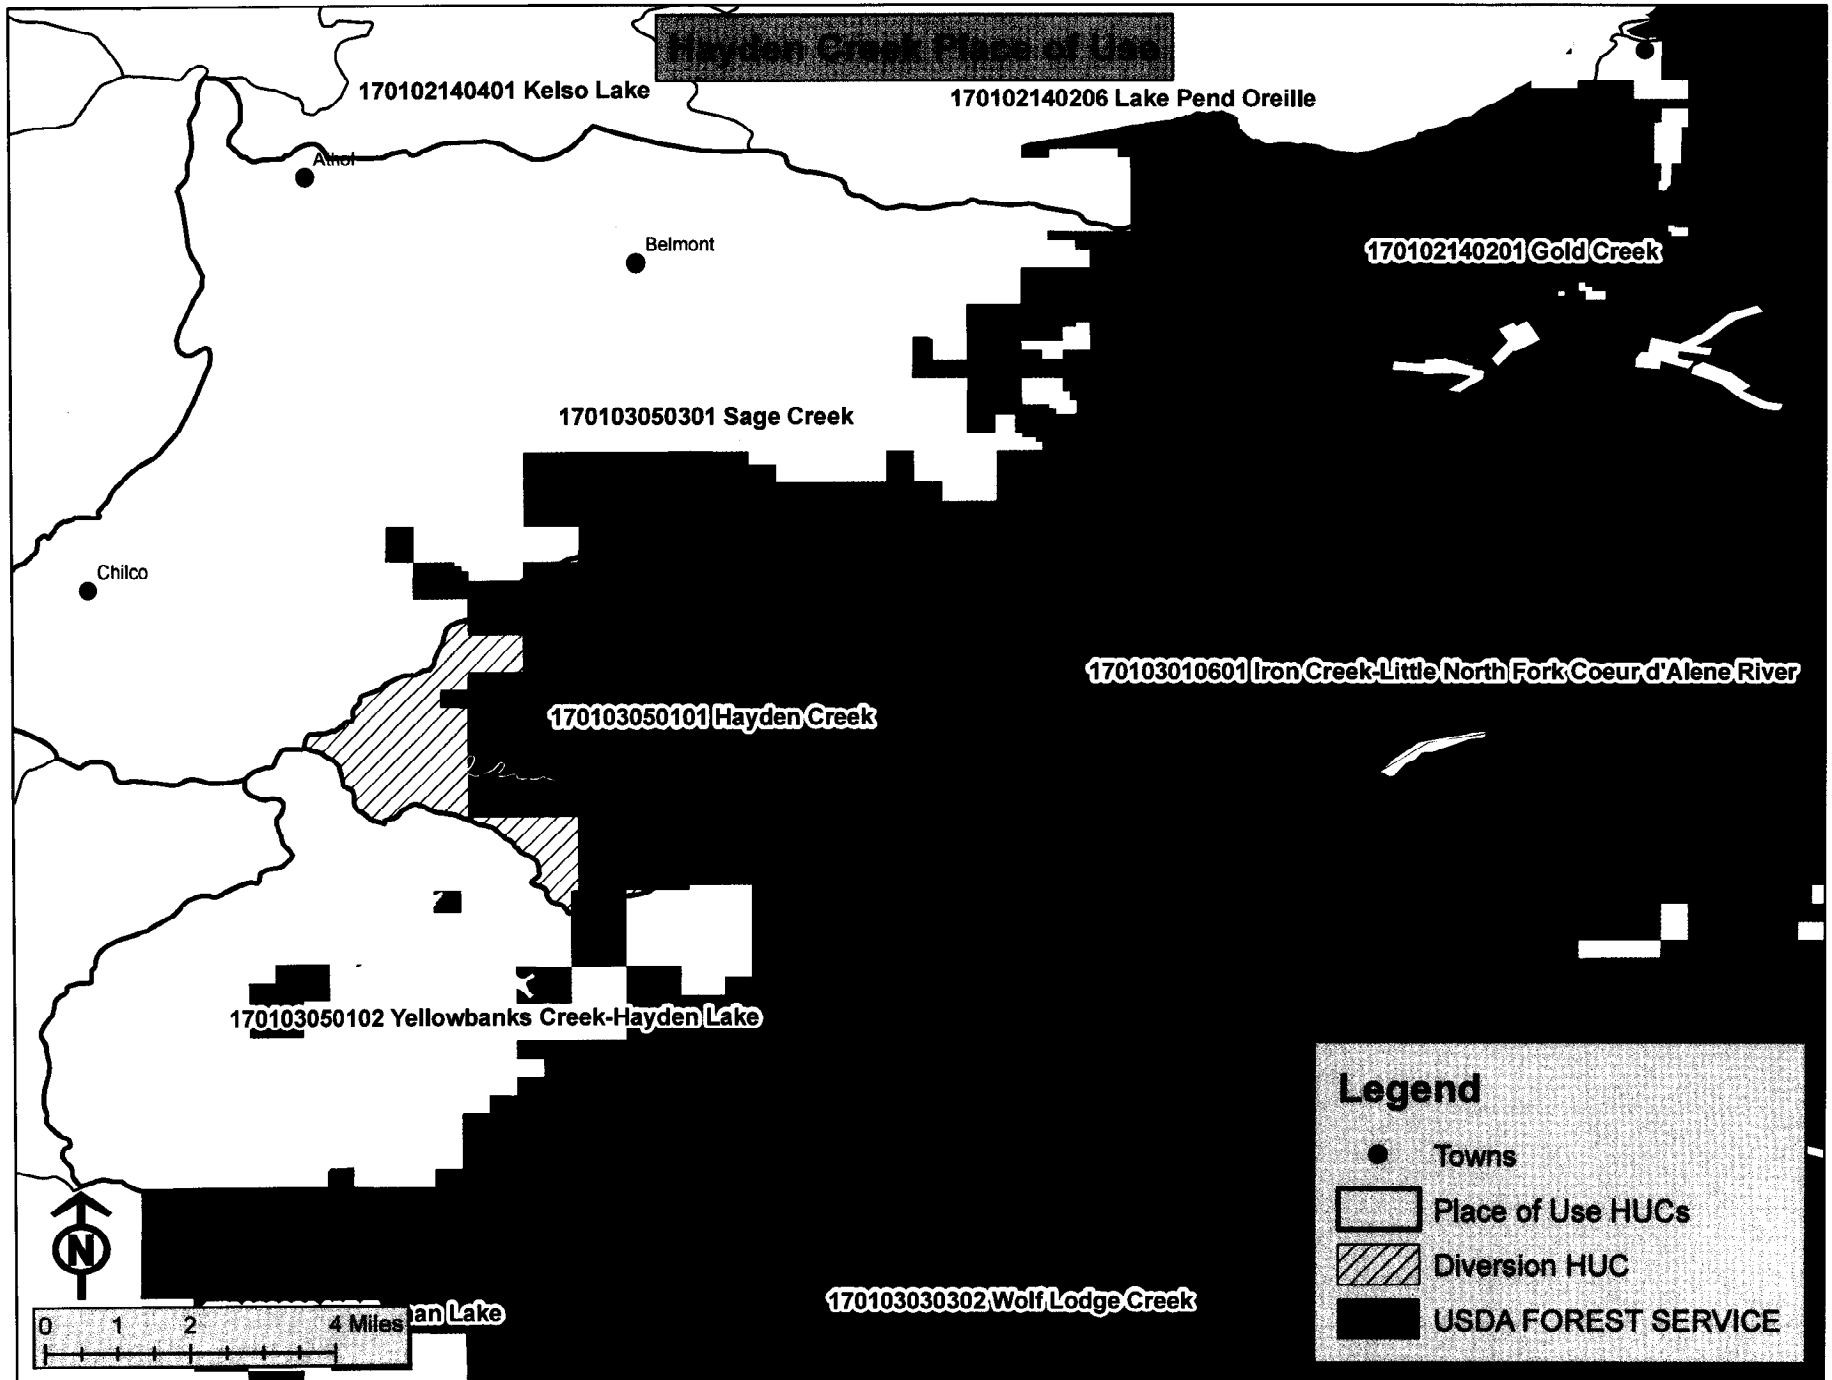 Hayden Creek Place of Use
170102140401 Kelso Lake
170102140206 Lake Pend Oreille
Athol
Belmont
170102140201 Gold Creek
170103050301 Sage Creek
Chilco
170103010601 Iron Creek-Little North Fork Coeur d'Alene River
170103050101 Hayden Creek
170103050102 Yellowbanks Creek-Hayden Lake
Legend
Towns
Place of Use HUCs
Diversion HUC
USDA FOREST SERVICE
N
170103030302 Wolf Lodge Creek
Lake
0 1 2 4 Miles